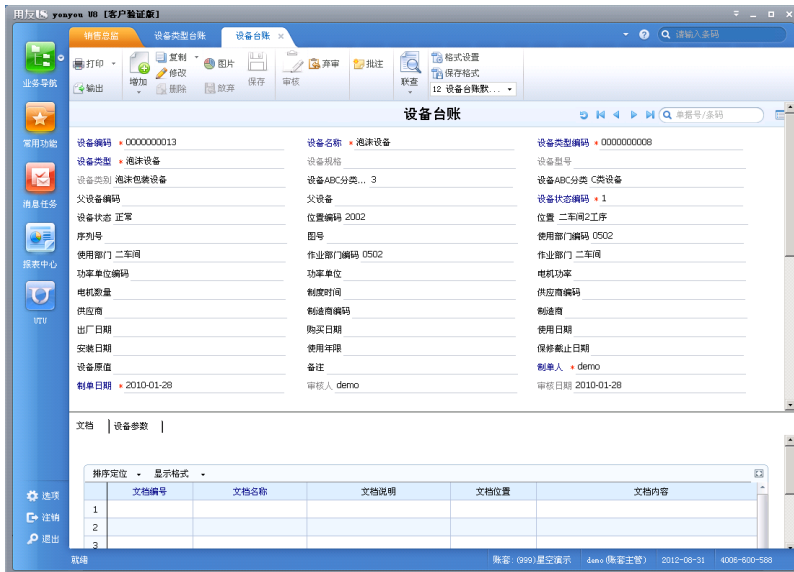 用友U8 yonyou U8 [客户验证版]
销售总监 设备类型台账 设备台账 请输入条码
打印 增加 复制 修改 删除 图片 放弃 保存 审核 弃审 批注 联查 格式设置 保存格式
输出 12 设备台账默...
业务导航
常用功能
消息任务
报表中心
UTU
选项
注销
退出
设备台账 单据号/条码
设备编码 * 0000000013 设备名称 * 泡沫设备 设备类型编码 * 0000000008
设备类型 * 泡沫设备 设备规格 设备型号
设备类别 泡沫包装设备 设备ABC分类... 3 设备ABC分类 C类设备
父设备编码 父设备 设备状态编码 * 1
设备状态 正常 位置编码 2002 位置 二车间2工序
序列号 图号 使用部门编码 0502
使用部门 二车间 作业部门编码 0502 作业部门 二车间
功率单位编码 功率单位 电机功率
电机数量 制度时间 供应商编码
供应商 制造商编码 制造商
出厂日期 购买日期 使用日期
安装日期 使用年限 保修截止日期
设备原值 备注 制单人 * demo
制单日期 * 2010-01-28 审核人 demo 审核日期 2010-01-28
文档 设备参数
排序定位 显示格式
文档编号 文档名称 文档说明 文档位置 文档内容
1
2
3
就绪 账套: (999)星空演示 demo(账套主管) 2012-08-31 4006-600-588